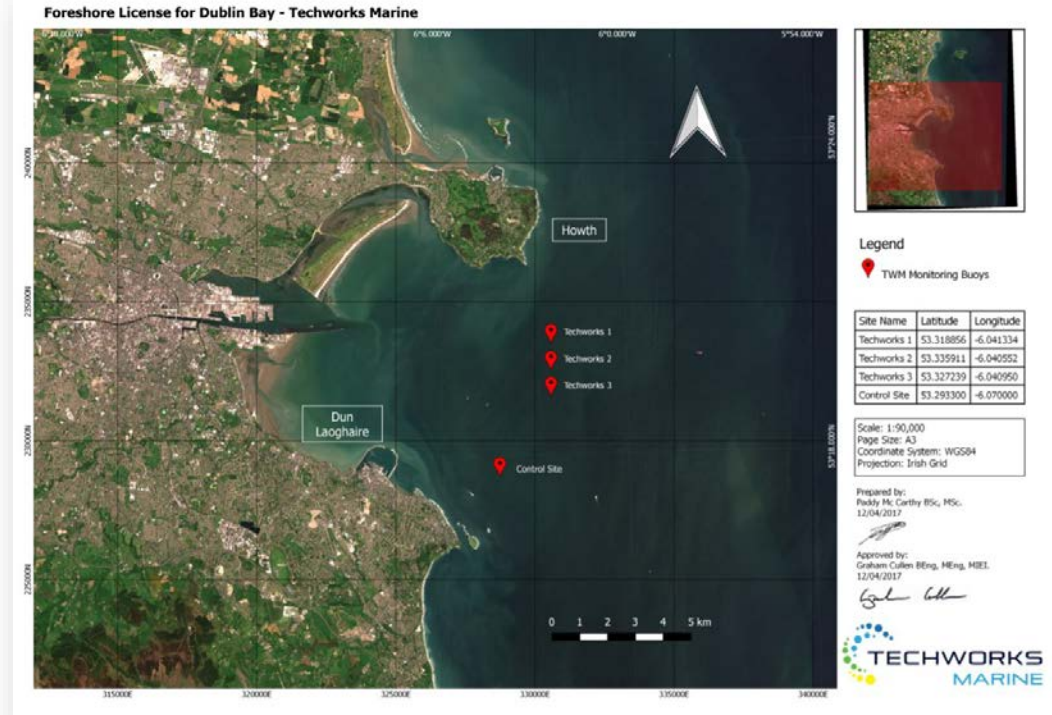 Foreshore License for Dublin Bay - Techworks Marine
6°6.000'W 6°0.000'W 5°54.000'W
53°24.000'N
53°18.000'N
240000N
235000N
230000N
225000N
315000E 320000E 325000E 330000E 335000E 340000E
Howth
Techworks 1
Techworks 2
Techworks 3
Dun
Laoghaire
Control Site
0 1 2 3 4 5 km
Legend
TWM Monitoring Buoys
Site Name Latitude Longitude
Techworks 1 53.318856 -6.041334
Techworks 2 53.335911 -6.040552
Techworks 3 53.327239 -6.040950
Control Site 53.293300 -6.070000
Scale: 1:90,000
Page Size: A3
Coordinate System: WGS84
Projection: Irish Grid
Prepared by:
Paddy Mc Carthy BSc, MSc.
12/04/2017
Approved by:
Graham Cullen BEng, MEng, MIEI.
12/04/2017
TECHWORKS
MARINE